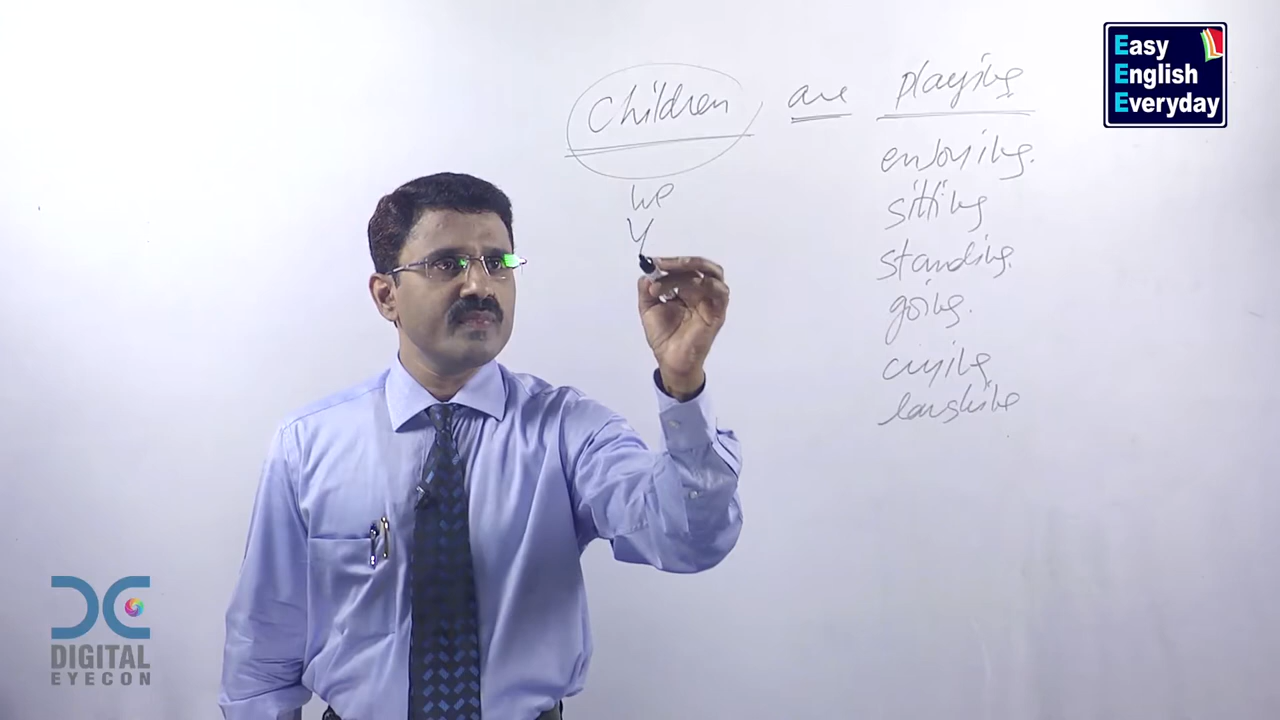 Children are playing
enjoying.
sitting
standing.
going.
crying
laughing
we
Y
Easy
English
Everyday
DIGITAL
EYECON